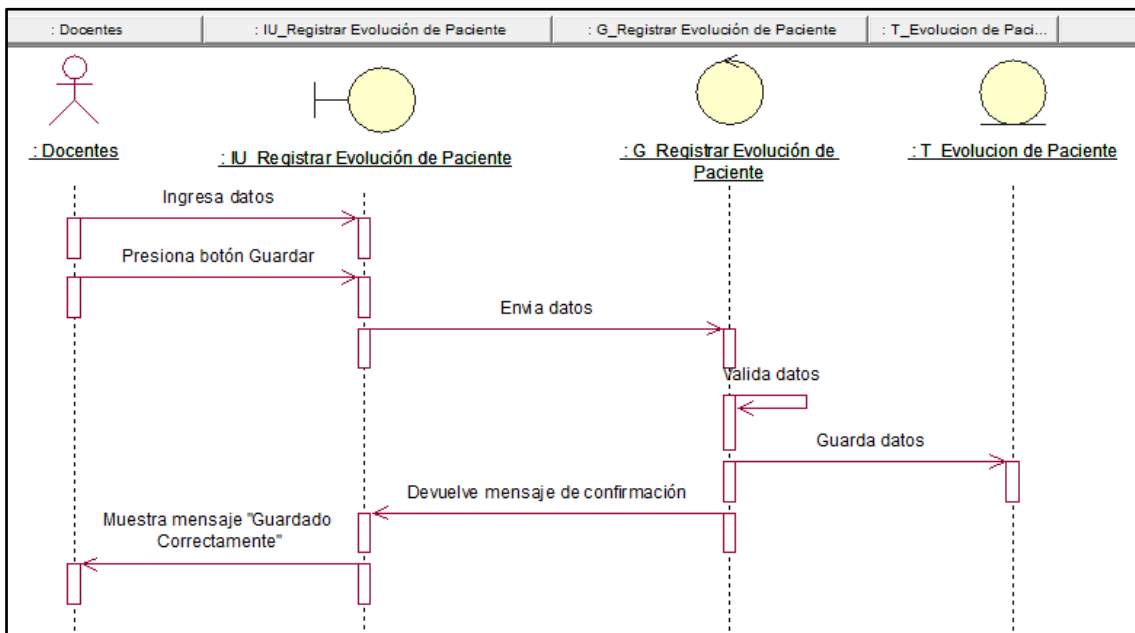 : Docentes
: IU_Registrar Evolución de Paciente
: G_Registrar Evolución de Paciente
: T_Evolucion de Paci...
: Docentes
: IU_Registrar Evolución de Paciente
: G_Registrar Evolución de
Paciente
: T_Evolucion de Paciente
Ingresa datos
Presiona botón Guardar
Envia datos
Valida datos
Guarda datos
Devuelve mensaje de confirmación
Muestra mensaje "Guardado
Correctamente"